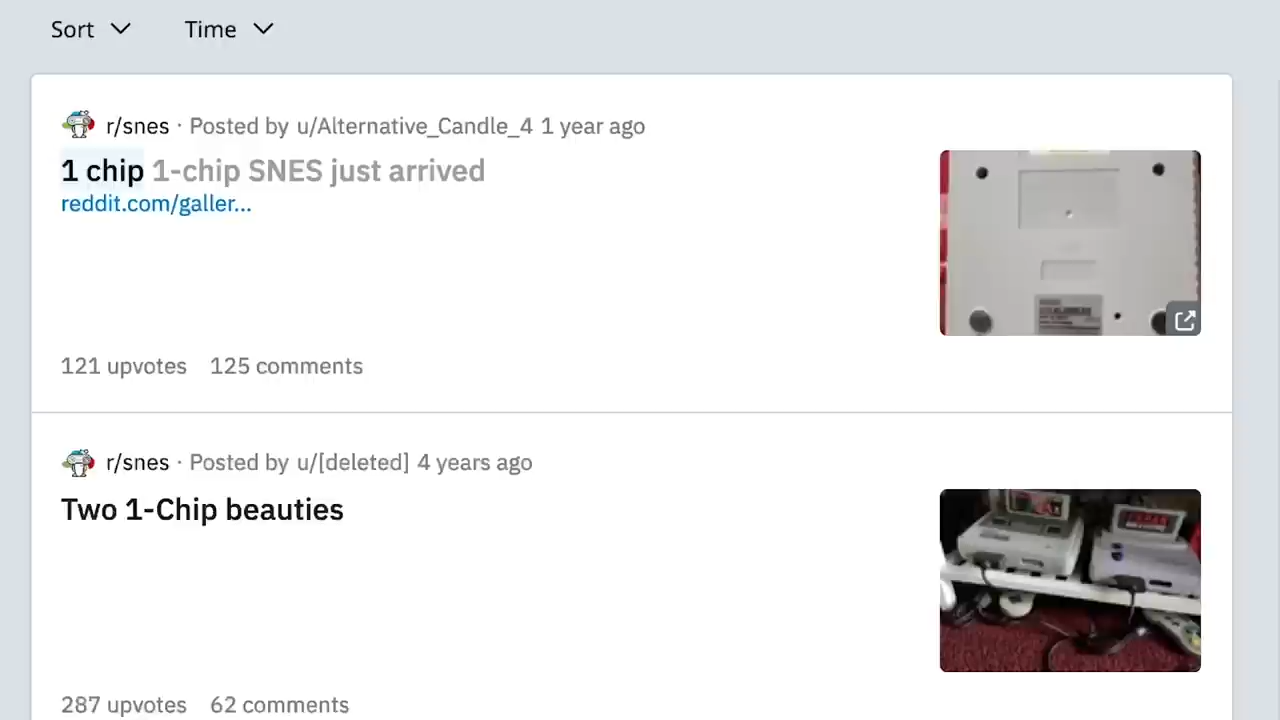 Sort Time
r/snes · Posted by u/Alternative_Candle_4 1 year ago
1 chip 1-chip SNES just arrived
reddit.com/galler...
121 upvotes 125 comments
r/snes · Posted by u/[deleted] 4 years ago
Two 1-Chip beauties
287 upvotes 62 comments